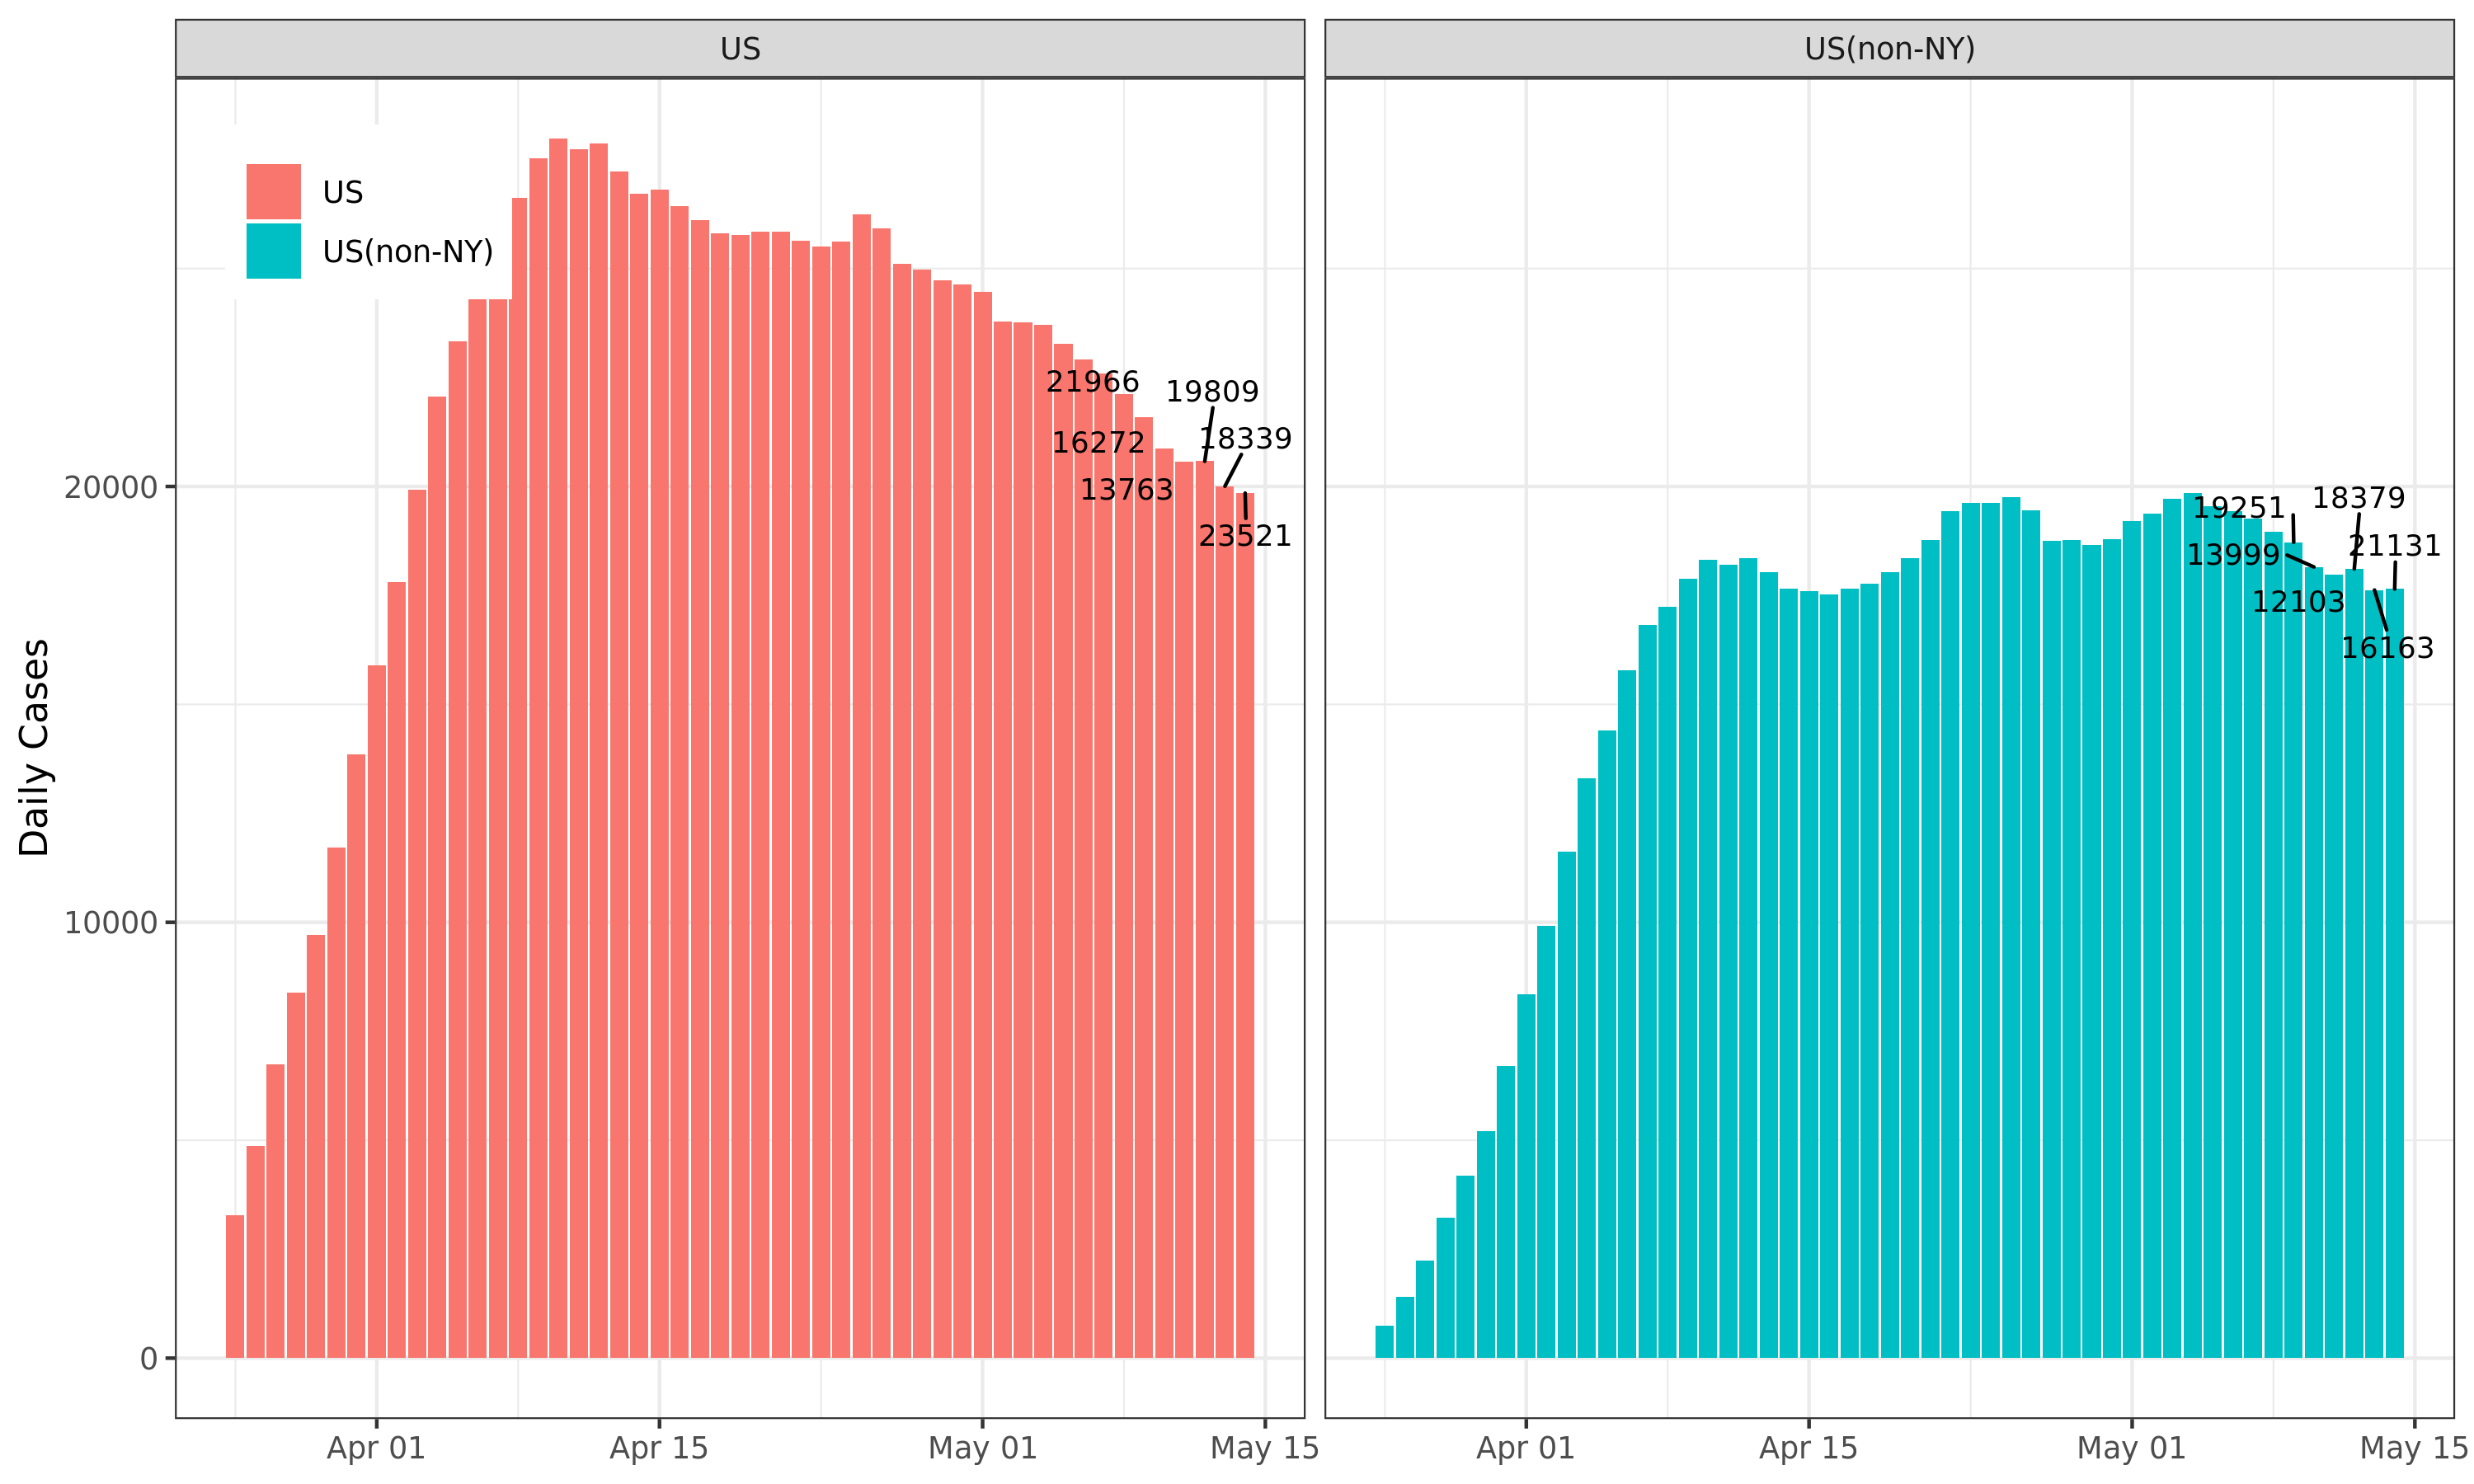 US
US(non-NY)
US
US(non-NY)
Daily Cases
20000
10000
0
21966
19809
16272
18339
13763
23521
19251
18379
13999
21131
12103
16163
Apr 01
Apr 15
May 01
May 15
Apr 01
Apr 15
May 01
May 15